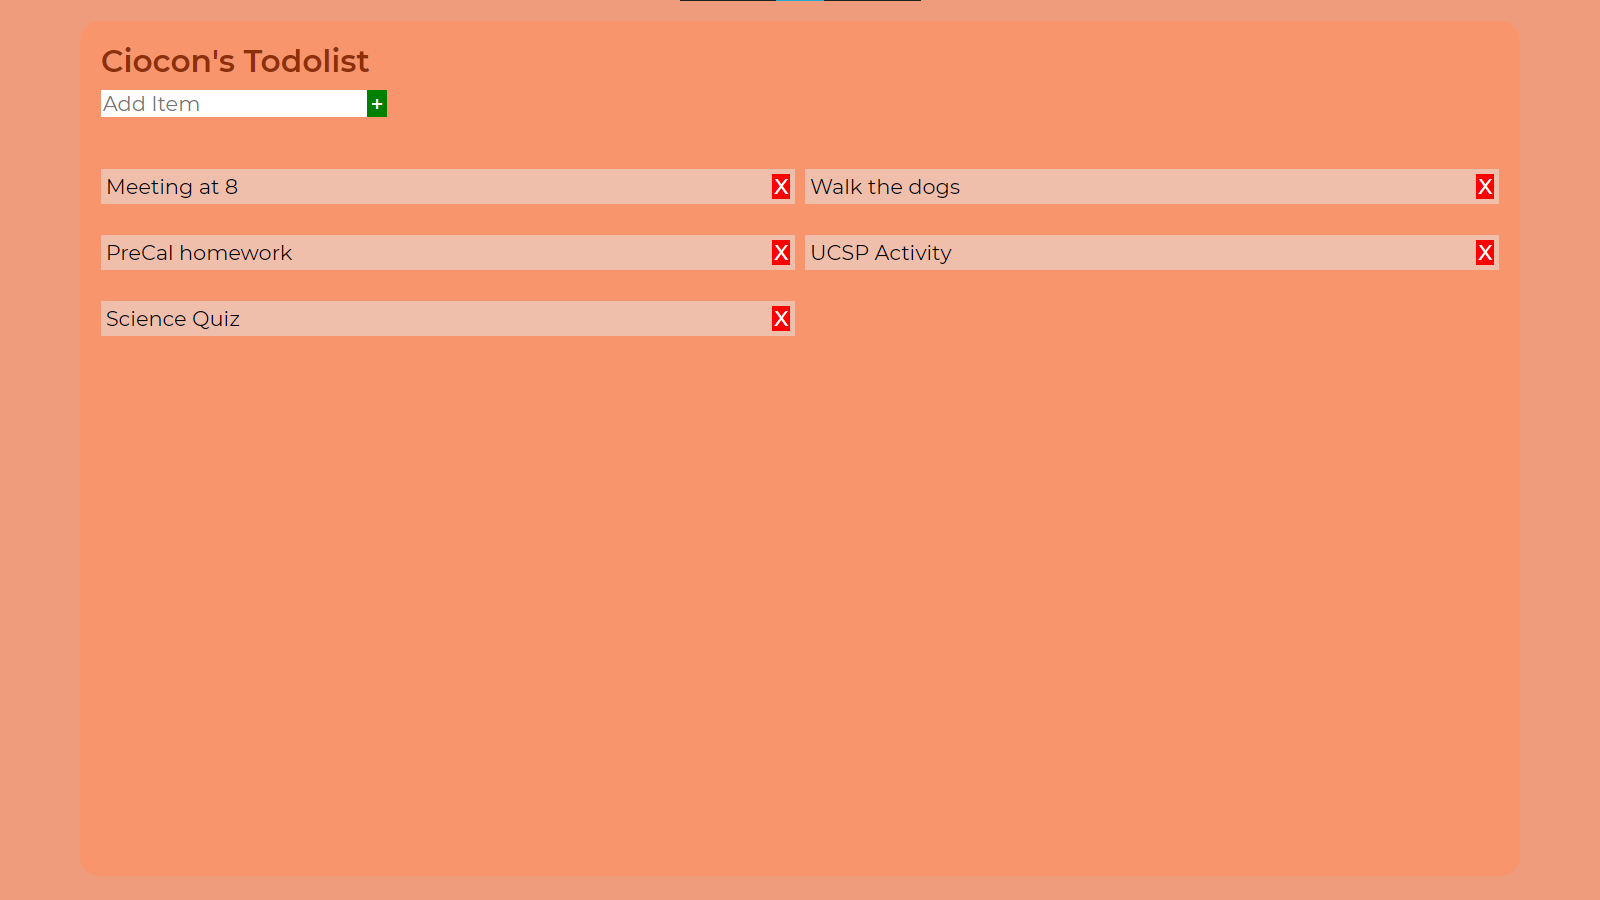 Ciocon's Todolist
Add Item +
Meeting at 8 X Walk the dogs X
PreCal homework X UCSP Activity X
Science Quiz X